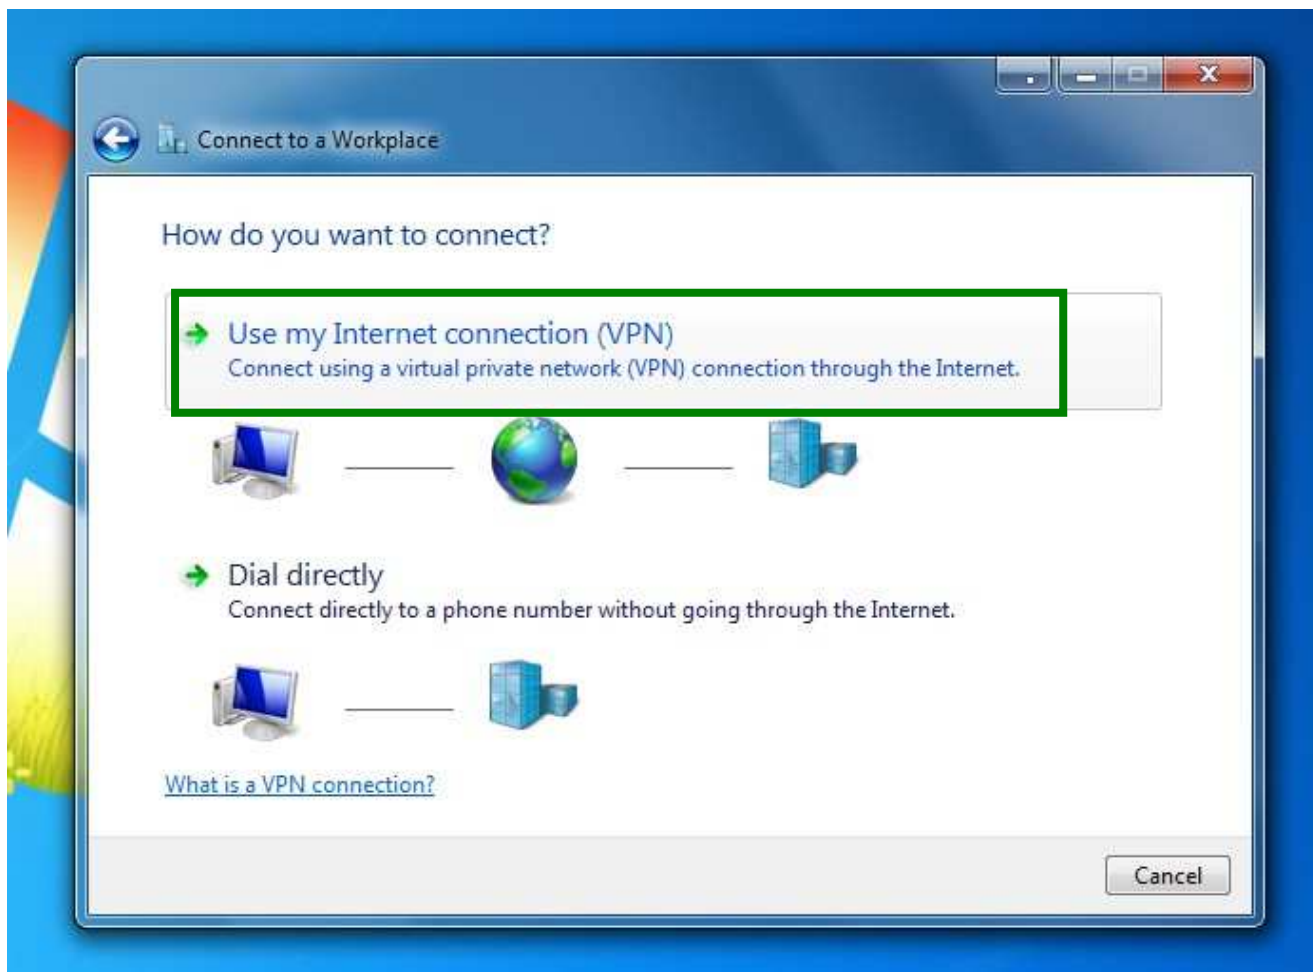 Connect to a Workplace
How do you want to connect?
Use my Internet connection (VPN)
Connect using a virtual private network (VPN) connection through the Internet.
Dial directly
Connect directly to a phone number without going through the Internet.
What is a VPN connection?
Cancel